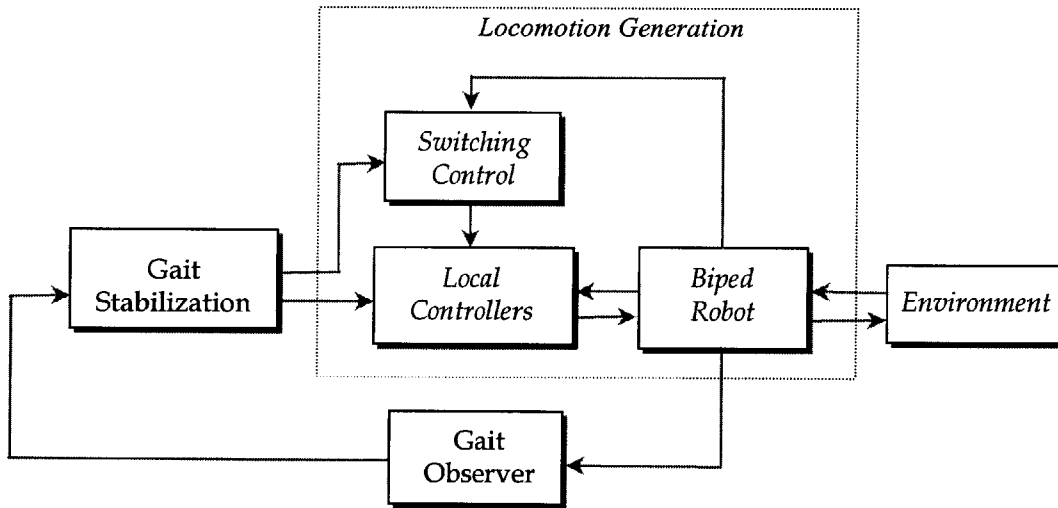 Locomotion Generation
Switching
Control
Gait
Stabilization
Local
Controllers
Biped
Robot
Environment
Gait
Observer